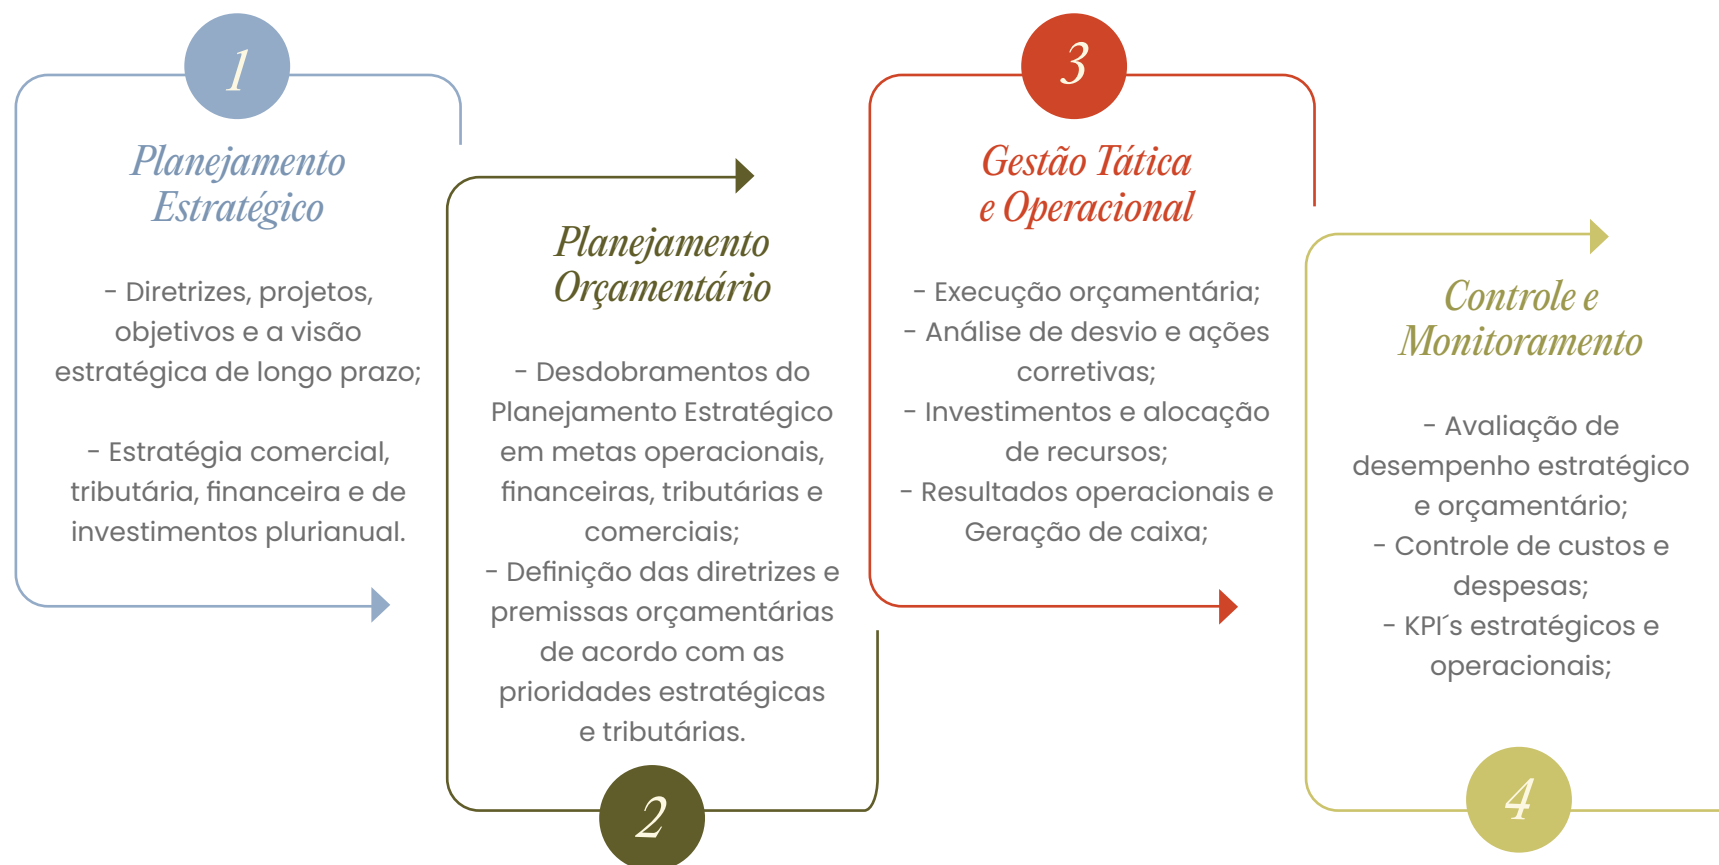 1
Planejamento
Estratégico
- Diretrizes, projetos,
objetivos e a visão
estratégica de longo prazo;
- Estratégia comercial,
tributária, financeira e de
investimentos plurianual.
Planejamento
Orçamentário
- Desdobramentos do
Planejamento Estratégico
em metas operacionais,
financeiras, tributárias e
comerciais;
- Definição das diretrizes e
premissas orçamentárias
de acordo com as
prioridades estratégicas
e tributárias.
2
3
Gestão Tática
e Operacional
- Execução orçamentária;
- Análise de desvio e ações
corretivas;
- Investimentos e alocação
de recursos;
- Resultados operacionais e
Geração de caixa;
Controle e
Monitoramento
- Avaliação de
desempenho estratégico
e orçamentário;
- Controle de custos e
despesas;
- KPI´s estratégicos e
operacionais;
4